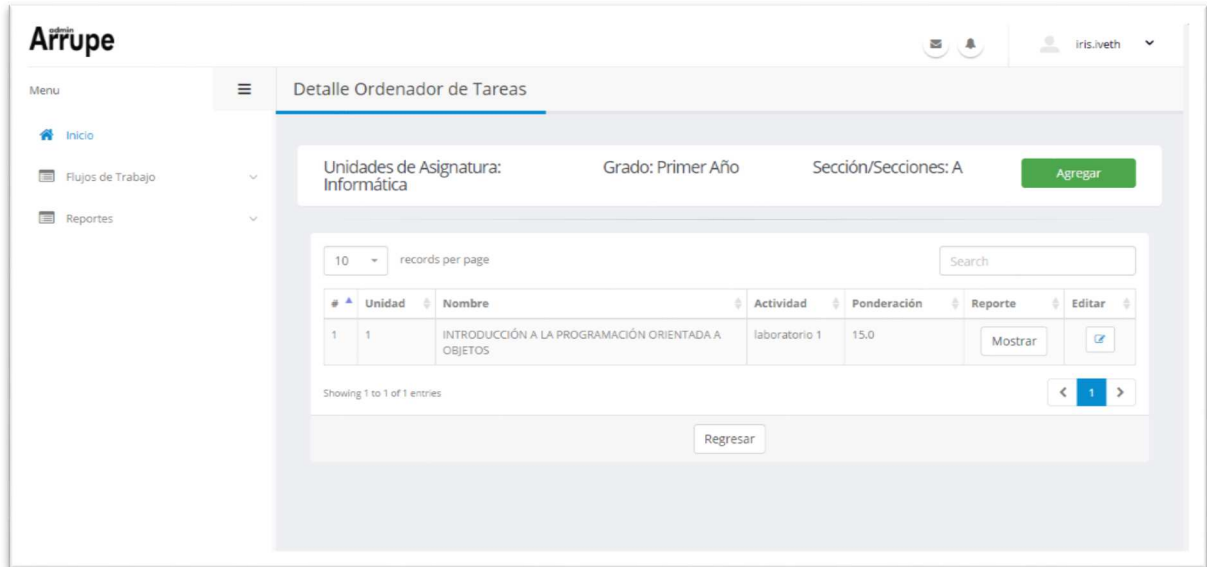 admin
Arrupe
iris.iveth
Menu
Detalle Ordenador de Tareas
Inicio
Flujos de Trabajo
Reportes
Unidades de Asignatura:
Informática
Grado: Primer Año
Sección/Secciones: A
Agregar
10 records per page
Search
# Unidad Nombre Actividad Ponderación Reporte Editar
1 1 INTRODUCCIÓN A LA PROGRAMACIÓN ORIENTADA A laboratorio 1 15.0 Mostrar
OBJETOS
Showing 1 to 1 of 1 entries
1
Regresar